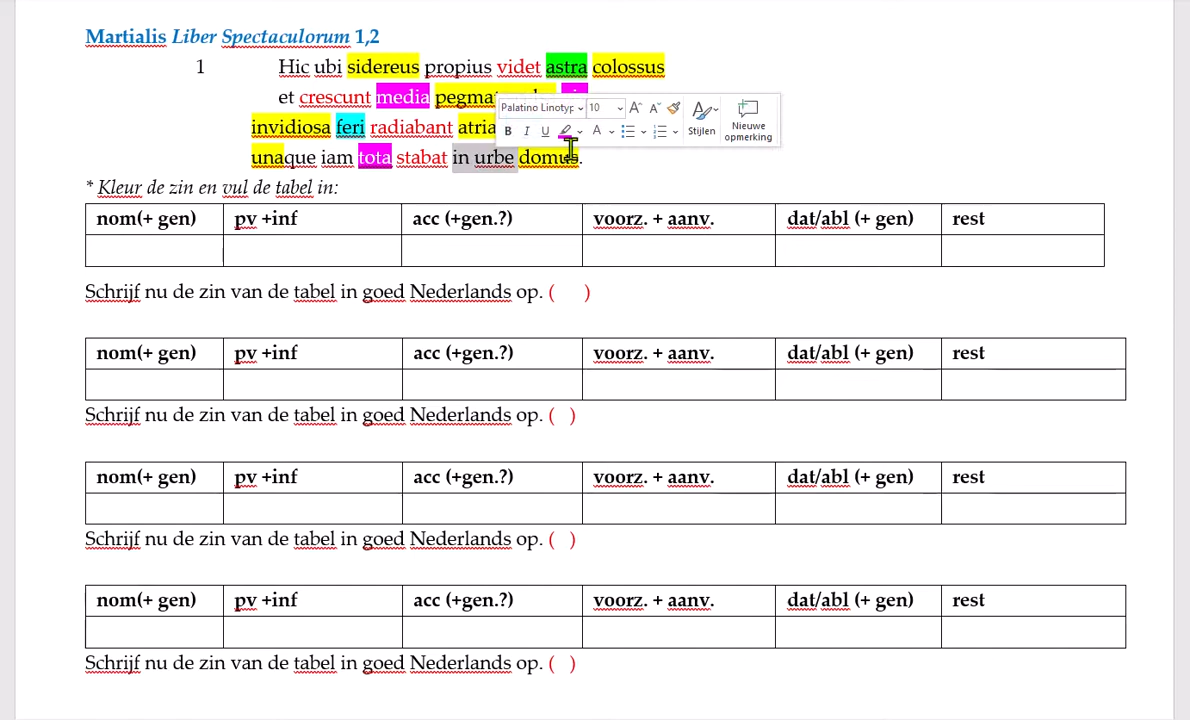 Martialis Liber Spectaculorum 1,2
1 Hic ubi sidereus propius videt astra colossus
et crescunt media pegma
Palatino Linotyp 10
Stijlen
Nieuwe opmerking
B I U A
invidiosa feri radiabant atria
unaque iam tota stabat in urbe domus.
* Kleur de zin en vul de tabel in:
nom(+ gen) pv +inf acc (+gen.?) voorz. + aanv. dat/abl (+ gen) rest
Schrijf nu de zin van de tabel in goed Nederlands op. ( )
nom(+ gen) pv +inf acc (+gen.?) voorz. + aanv. dat/abl (+ gen) rest
Schrijf nu de zin van de tabel in goed Nederlands op. ( )
nom(+ gen) pv +inf acc (+gen.?) voorz. + aanv. dat/abl (+ gen) rest
Schrijf nu de zin van de tabel in goed Nederlands op. ( )
nom(+ gen) pv +inf acc (+gen.?) voorz. + aanv. dat/abl (+ gen) rest
Schrijf nu de zin van de tabel in goed Nederlands op. ( )